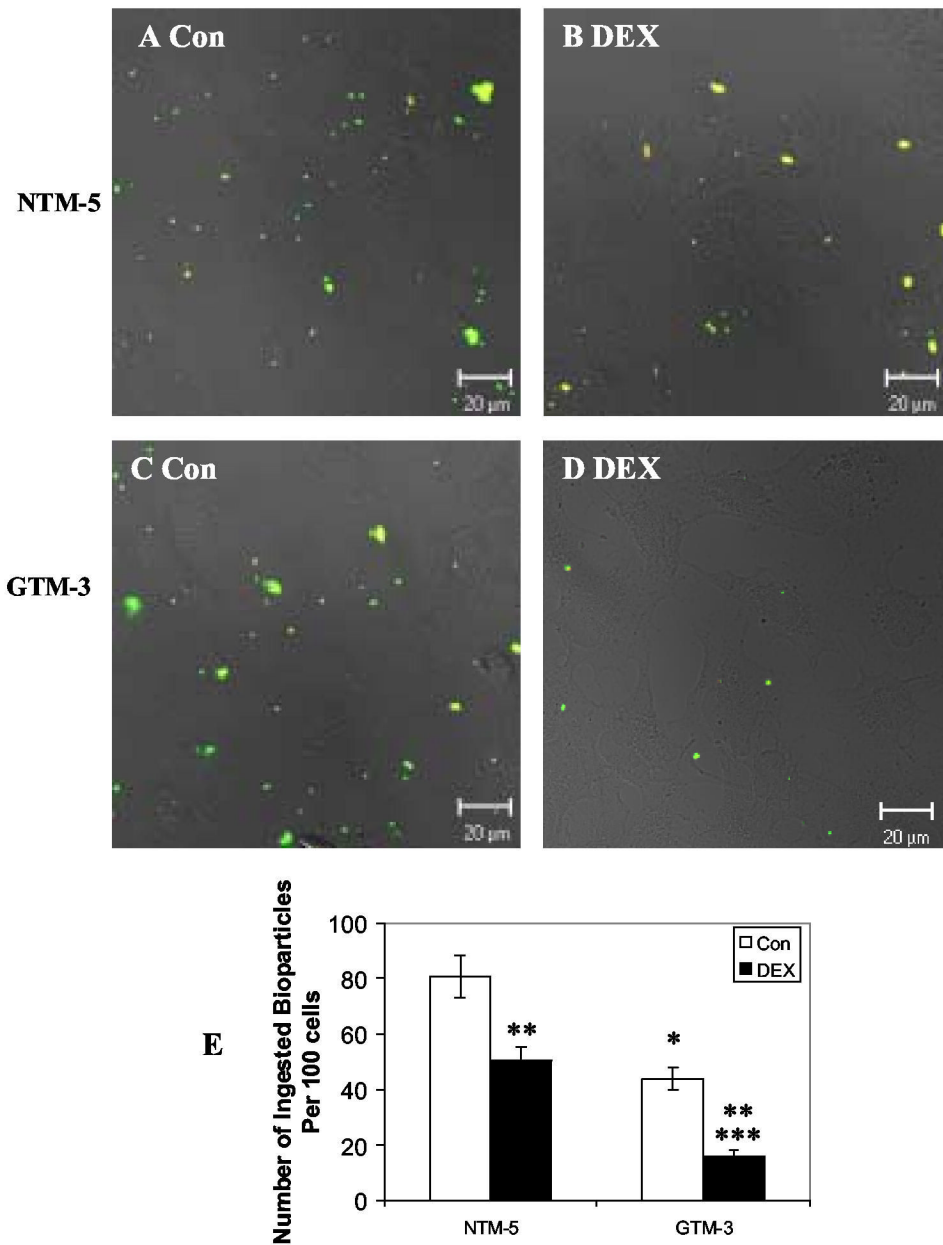 A Con
B DEX
NTM-5
20 µm
20 µm
C Con
D DEX
GTM-3
20 µm
20 µm
E
Number of Ingested Bioparticles
Per 100 cells
100
80
60
40
20
0
Con
DEX
**
*
**
***
NTM-5
GTM-3